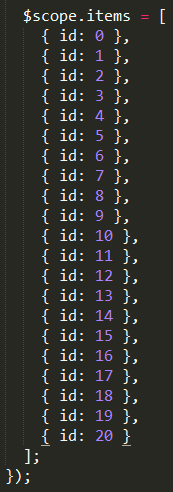 $scope.items = [
{ id: 0 },
{ id: 1 },
{ id: 2 },
{ id: 3 },
{ id: 4 },
{ id: 5 },
{ id: 6 },
{ id: 7 },
{ id: 8 },
{ id: 9 },
{ id: 10 },
{ id: 11 },
{ id: 12 },
{ id: 13 },
{ id: 14 },
{ id: 15 },
{ id: 16 },
{ id: 17 },
{ id: 18 },
{ id: 19 },
{ id: 20 }
];
});